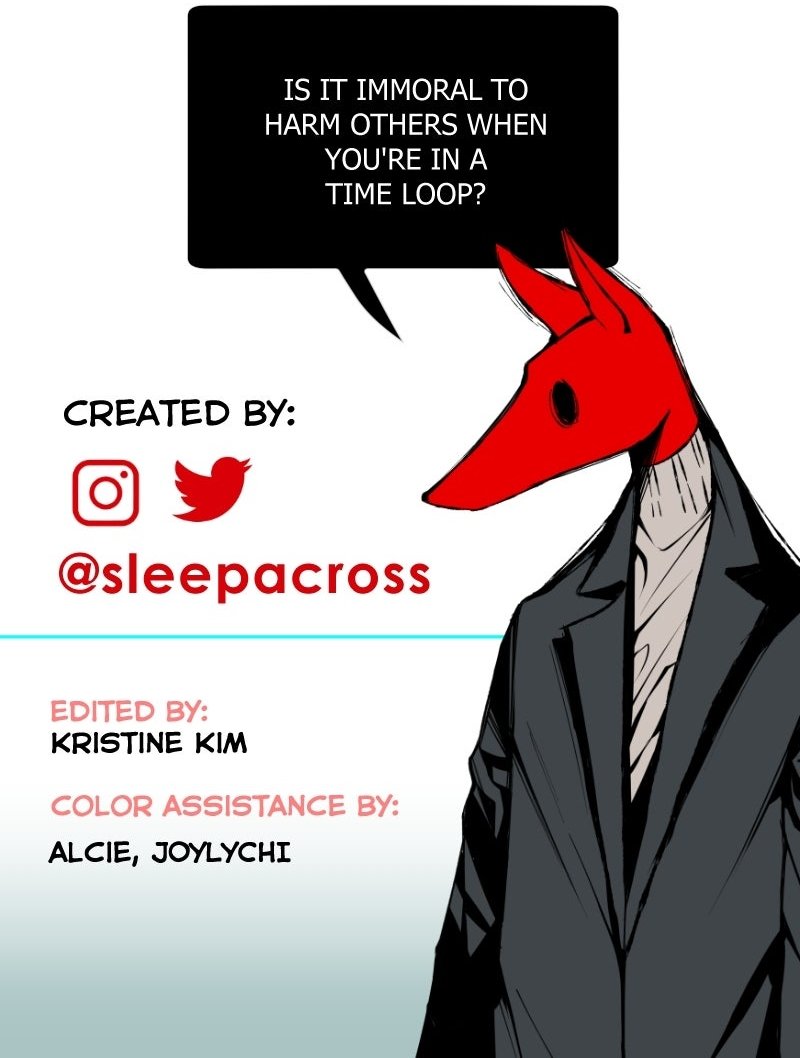 IS IT IMMORAL TO
HARM OTHERS WHEN
YOU'RE IN A
TIME LOOP?
CREATED BY:
@sleepacross
EDITED BY:
KRISTINE KIM
COLOR ASSISTANCE BY:
ALCIE, JOYLYCHI